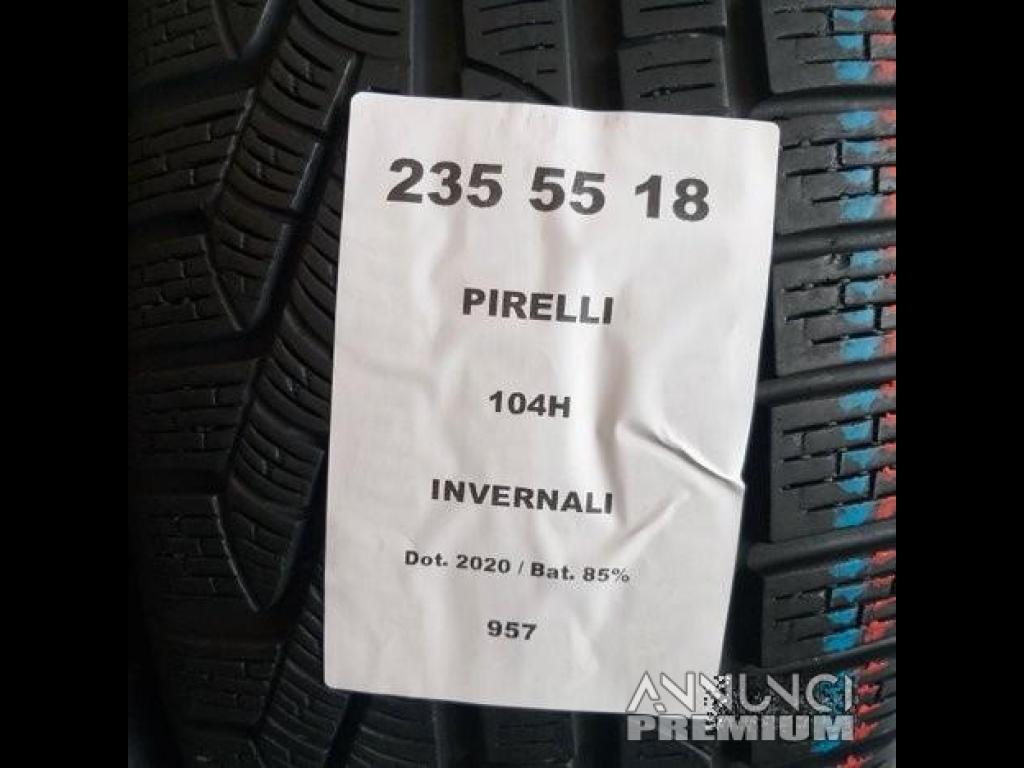 235 55 18
PIRELLI
104H
INVERNALI
Dot. 2020 / Bat. 85%
957
ANNUNCI
PREMIUM